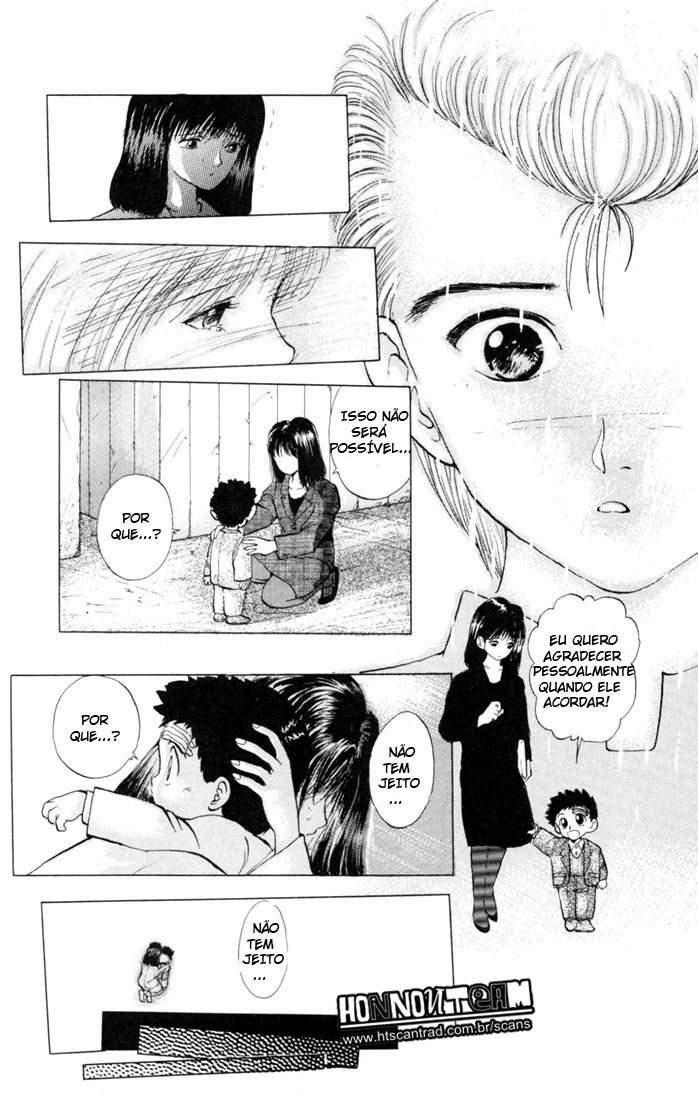 EU QUERO
AGRADECER
PESSOALMENTE
QUANDO ELE
ACORDAR!
ISSO NÃO
SERÁ
POSSÍVEL...
POR
QUE...?
POR
QUE...?
NÃO
TEM
JEITO
...
NÃO
TEM
JEITO
...
HONNOUTEAM
www.htscantrad.com.br/scans